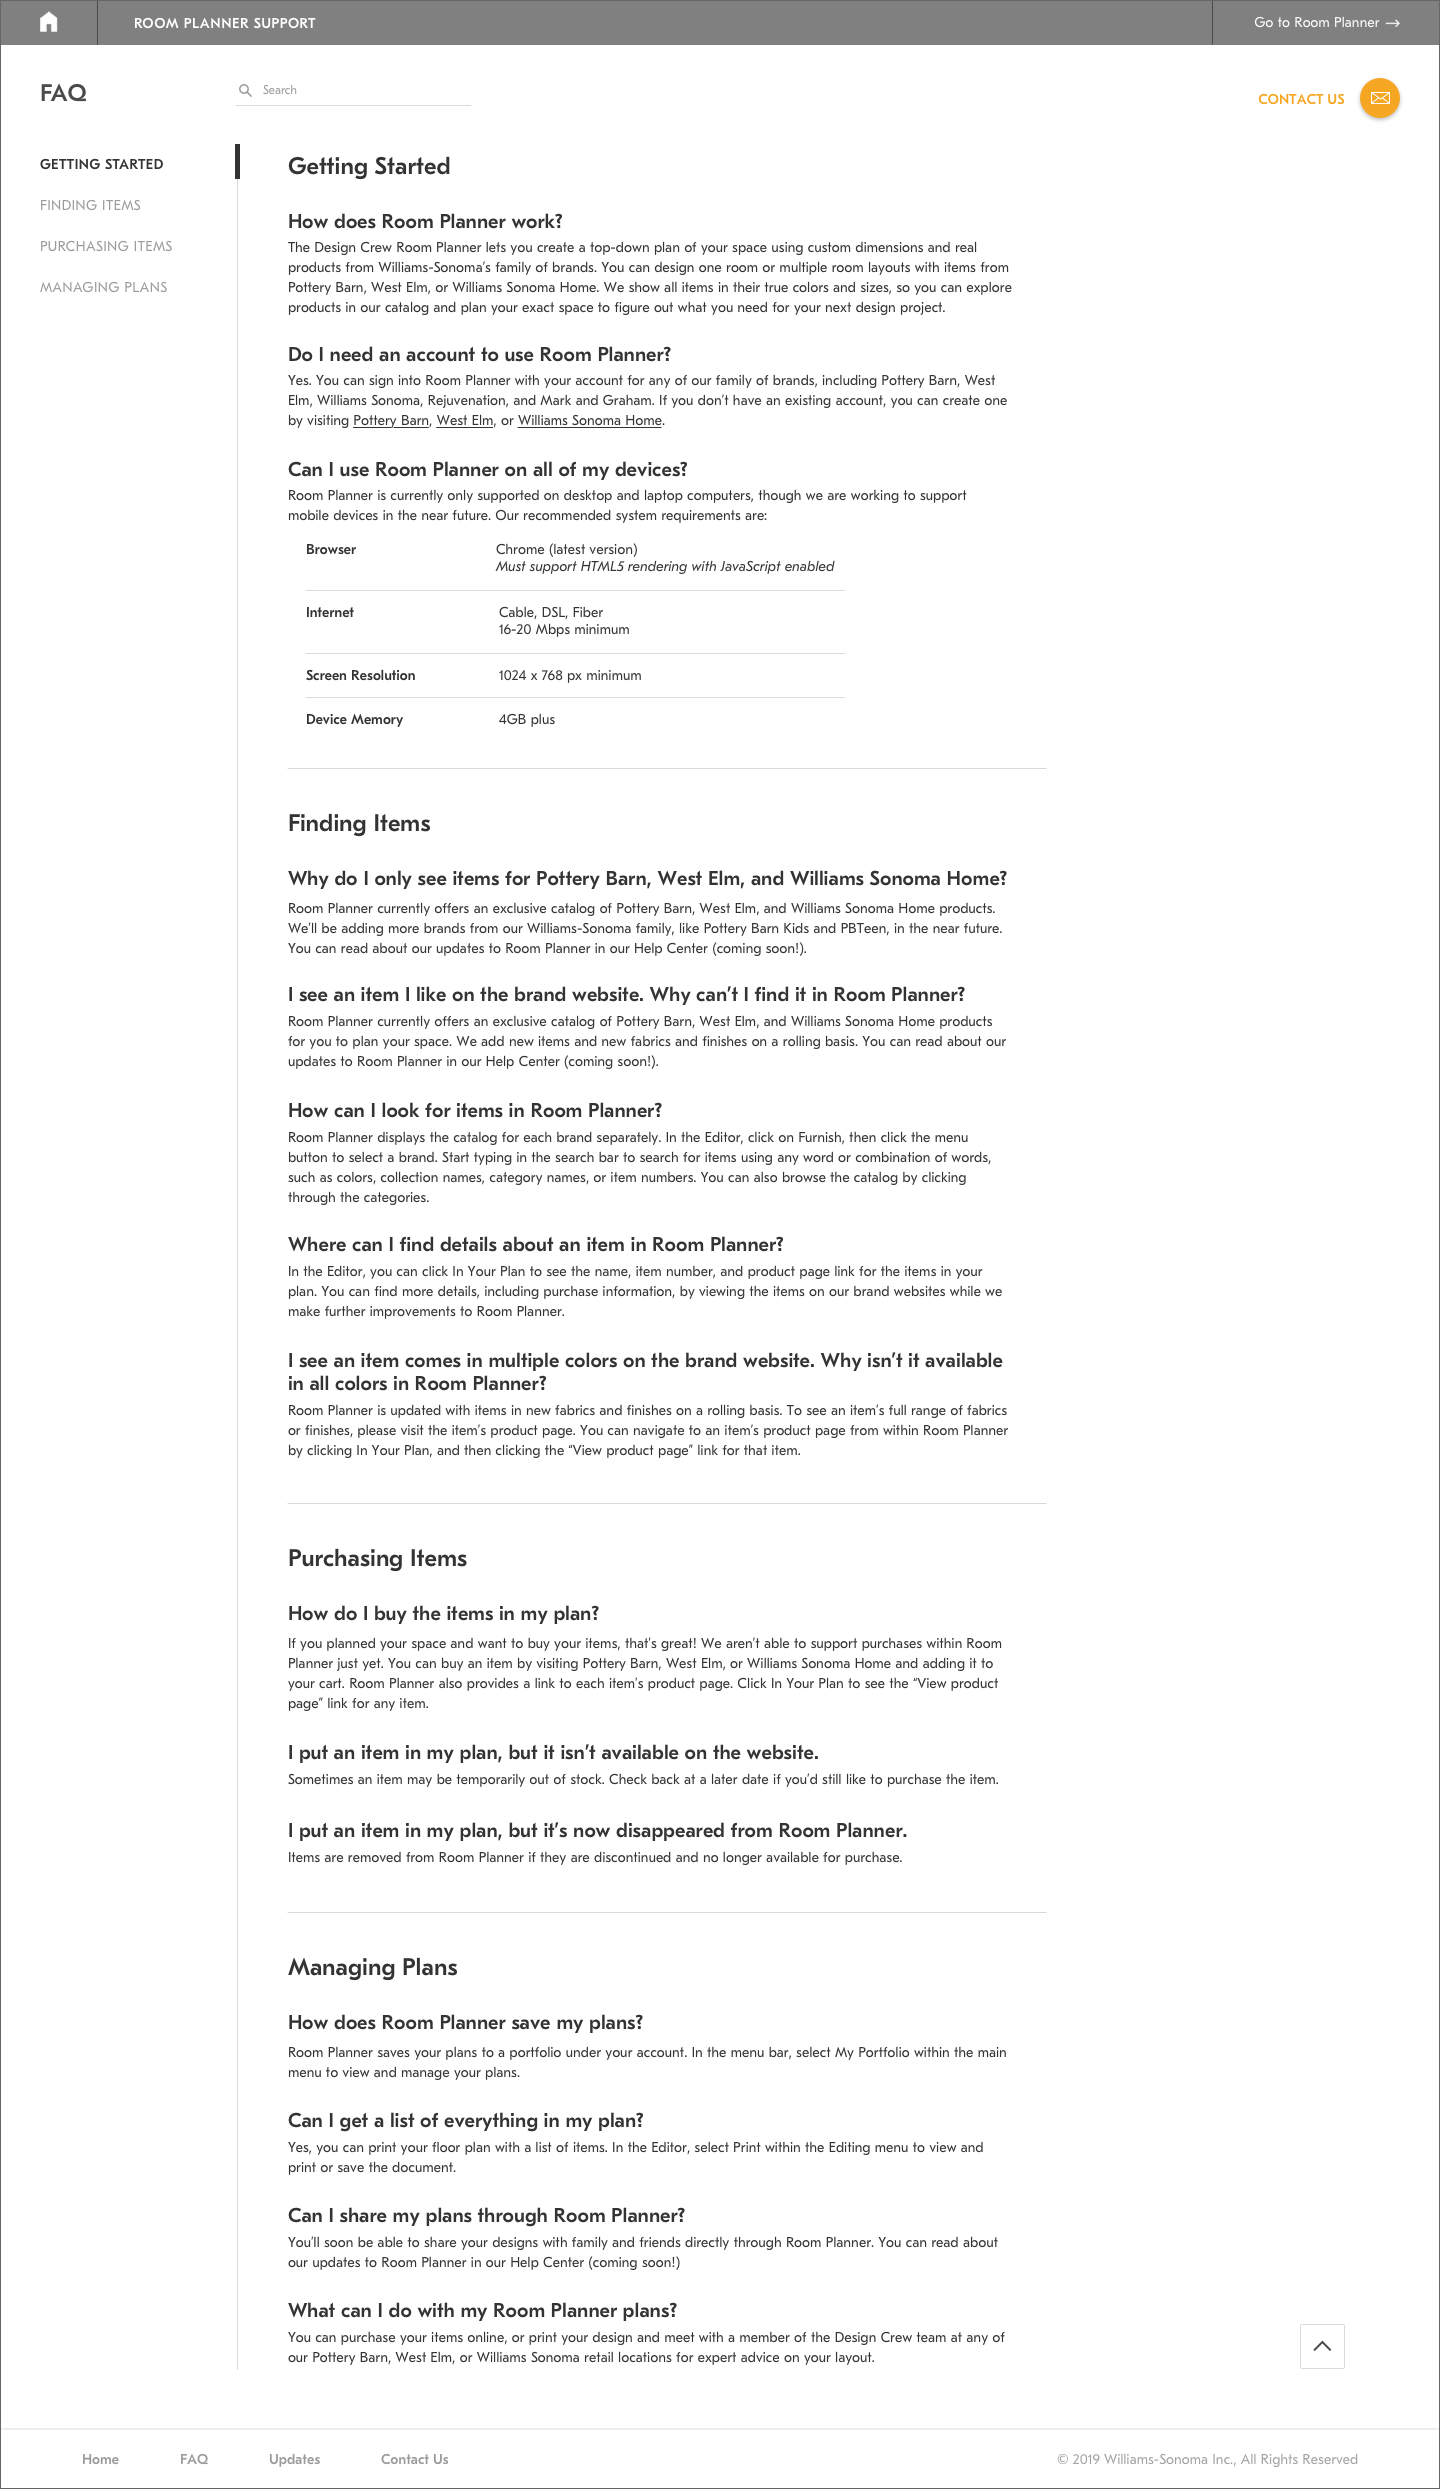 ROOM PLANNER SUPPORT
Go to Room Planner →
FAQ
Search
CONTACT US
GETTING STARTED
FINDING ITEMS
PURCHASING ITEMS
MANAGING PLANS
Getting Started
How does Room Planner work?
The Design Crew Room Planner lets you create a top-down plan of your space using custom dimensions and real
products from Williams-Sonoma’s family of brands. You can design one room or multiple room layouts with items from
Pottery Barn, West Elm, or Williams Sonoma Home. We show all items in their true colors and sizes, so you can explore
products in our catalog and plan your exact space to figure out what you need for your next design project.
Do I need an account to use Room Planner?
Yes. You can sign into Room Planner with your account for any of our family of brands, including Pottery Barn, West
Elm, Williams Sonoma, Rejuvenation, and Mark and Graham. If you don’t have an existing account, you can create one
by visiting Pottery Barn, West Elm, or Williams Sonoma Home.
Can I use Room Planner on all of my devices?
Room Planner is currently only supported on desktop and laptop computers, though we are working to support
mobile devices in the near future. Our recommended system requirements are:
Browser Chrome (latest version)
Must support HTML5 rendering with JavaScript enabled
Internet Cable, DSL, Fiber
16-20 Mbps minimum
Screen Resolution 1024 x 768 px minimum
Device Memory 4GB plus
Finding Items
Why do I only see items for Pottery Barn, West Elm, and Williams Sonoma Home?
Room Planner currently offers an exclusive catalog of Pottery Barn, West Elm, and Williams Sonoma Home products.
We’ll be adding more brands from our Williams-Sonoma family, like Pottery Barn Kids and PBTeen, in the near future.
You can read about our updates to Room Planner in our Help Center (coming soon!).
I see an item I like on the brand website. Why can’t I find it in Room Planner?
Room Planner currently offers an exclusive catalog of Pottery Barn, West Elm, and Williams Sonoma Home products
for you to plan your space. We add new items and new fabrics and finishes on a rolling basis. You can read about our
updates to Room Planner in our Help Center (coming soon!).
How can I look for items in Room Planner?
Room Planner displays the catalog for each brand separately. In the Editor, click on Furnish, then click the menu
button to select a brand. Start typing in the search bar to search for items using any word or combination of words,
such as colors, collection names, category names, or item numbers. You can also browse the catalog by clicking
through the categories.
Where can I find details about an item in Room Planner?
In the Editor, you can click In Your Plan to see the name, item number, and product page link for the items in your
plan. You can find more details, including purchase information, by viewing the items on our brand websites while we
make further improvements to Room Planner.
I see an item comes in multiple colors on the brand website. Why isn’t it available
in all colors in Room Planner?
Room Planner is updated with items in new fabrics and finishes on a rolling basis. To see an item’s full range of fabrics
or finishes, please visit the item’s product page. You can navigate to an item’s product page from within Room Planner
by clicking In Your Plan, and then clicking the “View product page” link for that item.
Purchasing Items
How do I buy the items in my plan?
If you planned your space and want to buy your items, that’s great! We aren’t able to support purchases within Room
Planner just yet. You can buy an item by visiting Pottery Barn, West Elm, or Williams Sonoma Home and adding it to
your cart. Room Planner also provides a link to each item’s product page. Click In Your Plan to see the “View product
page” link for any item.
I put an item in my plan, but it isn’t available on the website.
Sometimes an item may be temporarily out of stock. Check back at a later date if you’d still like to purchase the item.
I put an item in my plan, but it’s now disappeared from Room Planner.
Items are removed from Room Planner if they are discontinued and no longer available for purchase.
Managing Plans
How does Room Planner save my plans?
Room Planner saves your plans to a portfolio under your account. In the menu bar, select My Portfolio within the main
menu to view and manage your plans.
Can I get a list of everything in my plan?
Yes, you can print your floor plan with a list of items. In the Editor, select Print within the Editing menu to view and
print or save the document.
Can I share my plans through Room Planner?
You’ll soon be able to share your designs with family and friends directly through Room Planner. You can read about
our updates to Room Planner in our Help Center (coming soon!)
What can I do with my Room Planner plans?
You can purchase your items online, or print your design and meet with a member of the Design Crew team at any of
our Pottery Barn, West Elm, or Williams Sonoma retail locations for expert advice on your layout.
Home FAQ Updates Contact Us © 2019 Williams-Sonoma Inc., All Rights Reserved